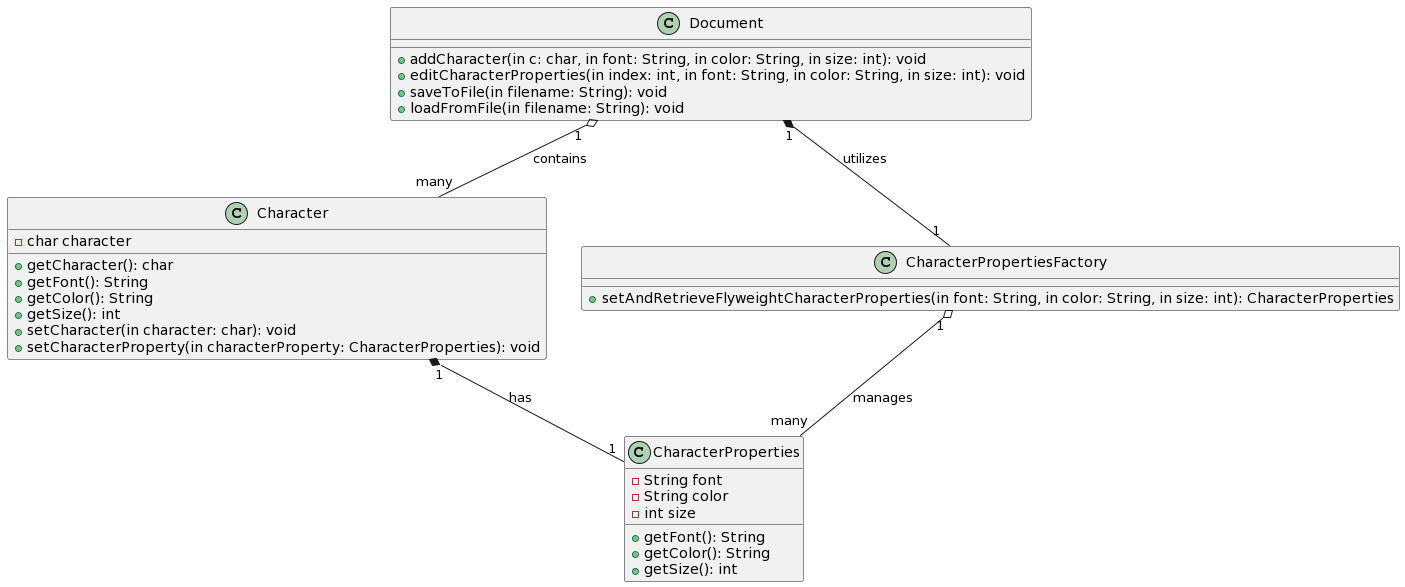 C Document
addCharacter(in c: char, in font: String, in color: String, in size: int): void
editCharacterProperties(in index: int, in font: String, in color: String, in size: int): void
saveToFile(in filename: String): void
loadFromFile(in filename: String): void
1
1
contains
utilizes
many
1
C Character
char character
getCharacter(): char
getFont(): String
getColor(): String
getSize(): int
setCharacter(in character: char): void
setCharacterProperty(in characterProperty: CharacterProperties): void
C CharacterPropertiesFactory
setAndRetrieveFlyweightCharacterProperties(in font: String, in color: String, in size: int): CharacterProperties
1
1
has
manages
1
many
C CharacterProperties
String font
String color
int size
getFont(): String
getColor(): String
getSize(): int